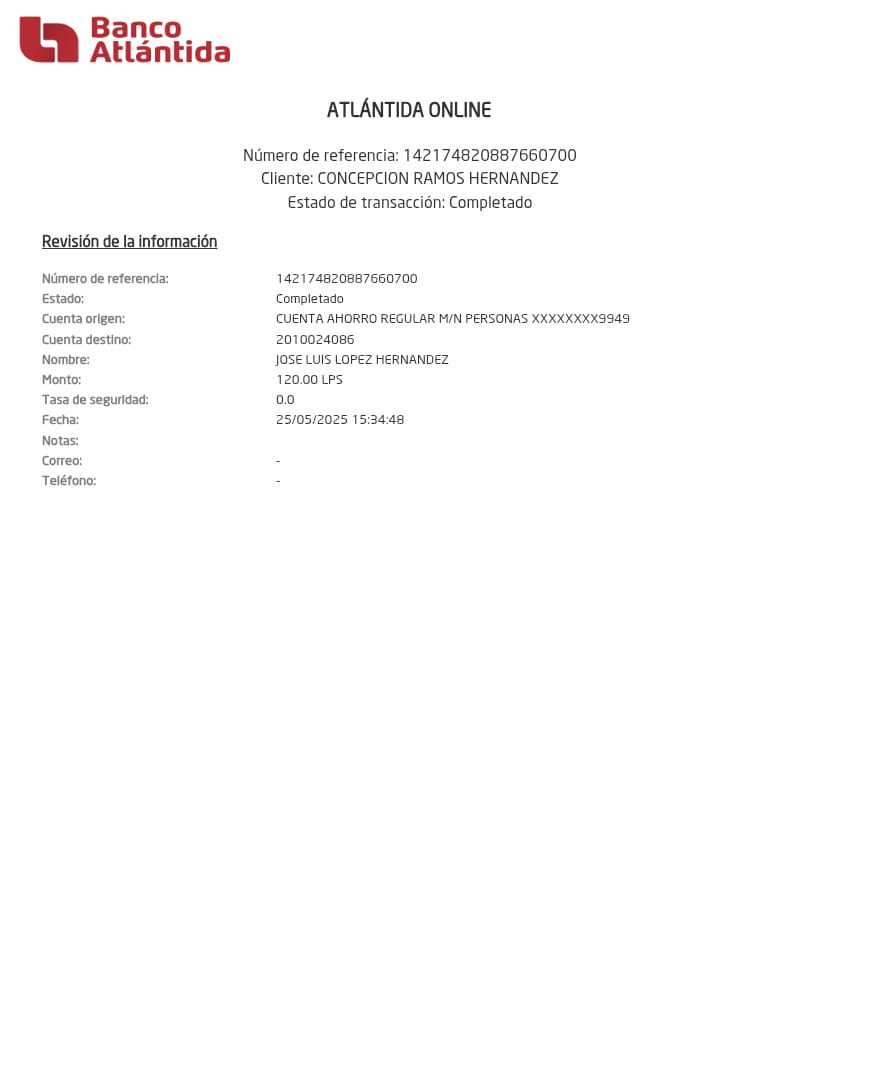 Banco
Atlántida
ATLÁNTIDA ONLINE
Número de referencia: 142174820887660700
Cliente: CONCEPCION RAMOS HERNANDEZ
Estado de transacción: Completado
Revisión de la información
Número de referencia: 142174820887660700
Estado: Completado
Cuenta origen: CUENTA AHORRO REGULAR M/N PERSONAS XXXXXXXX9949
Cuenta destino: 2010024086
Nombre: JOSE LUIS LOPEZ HERNANDEZ
Monto: 120.00 LPS
Tasa de seguridad: 0.0
Fecha: 25/05/2025 15:34:48
Notas:
Correo: -
Teléfono: -